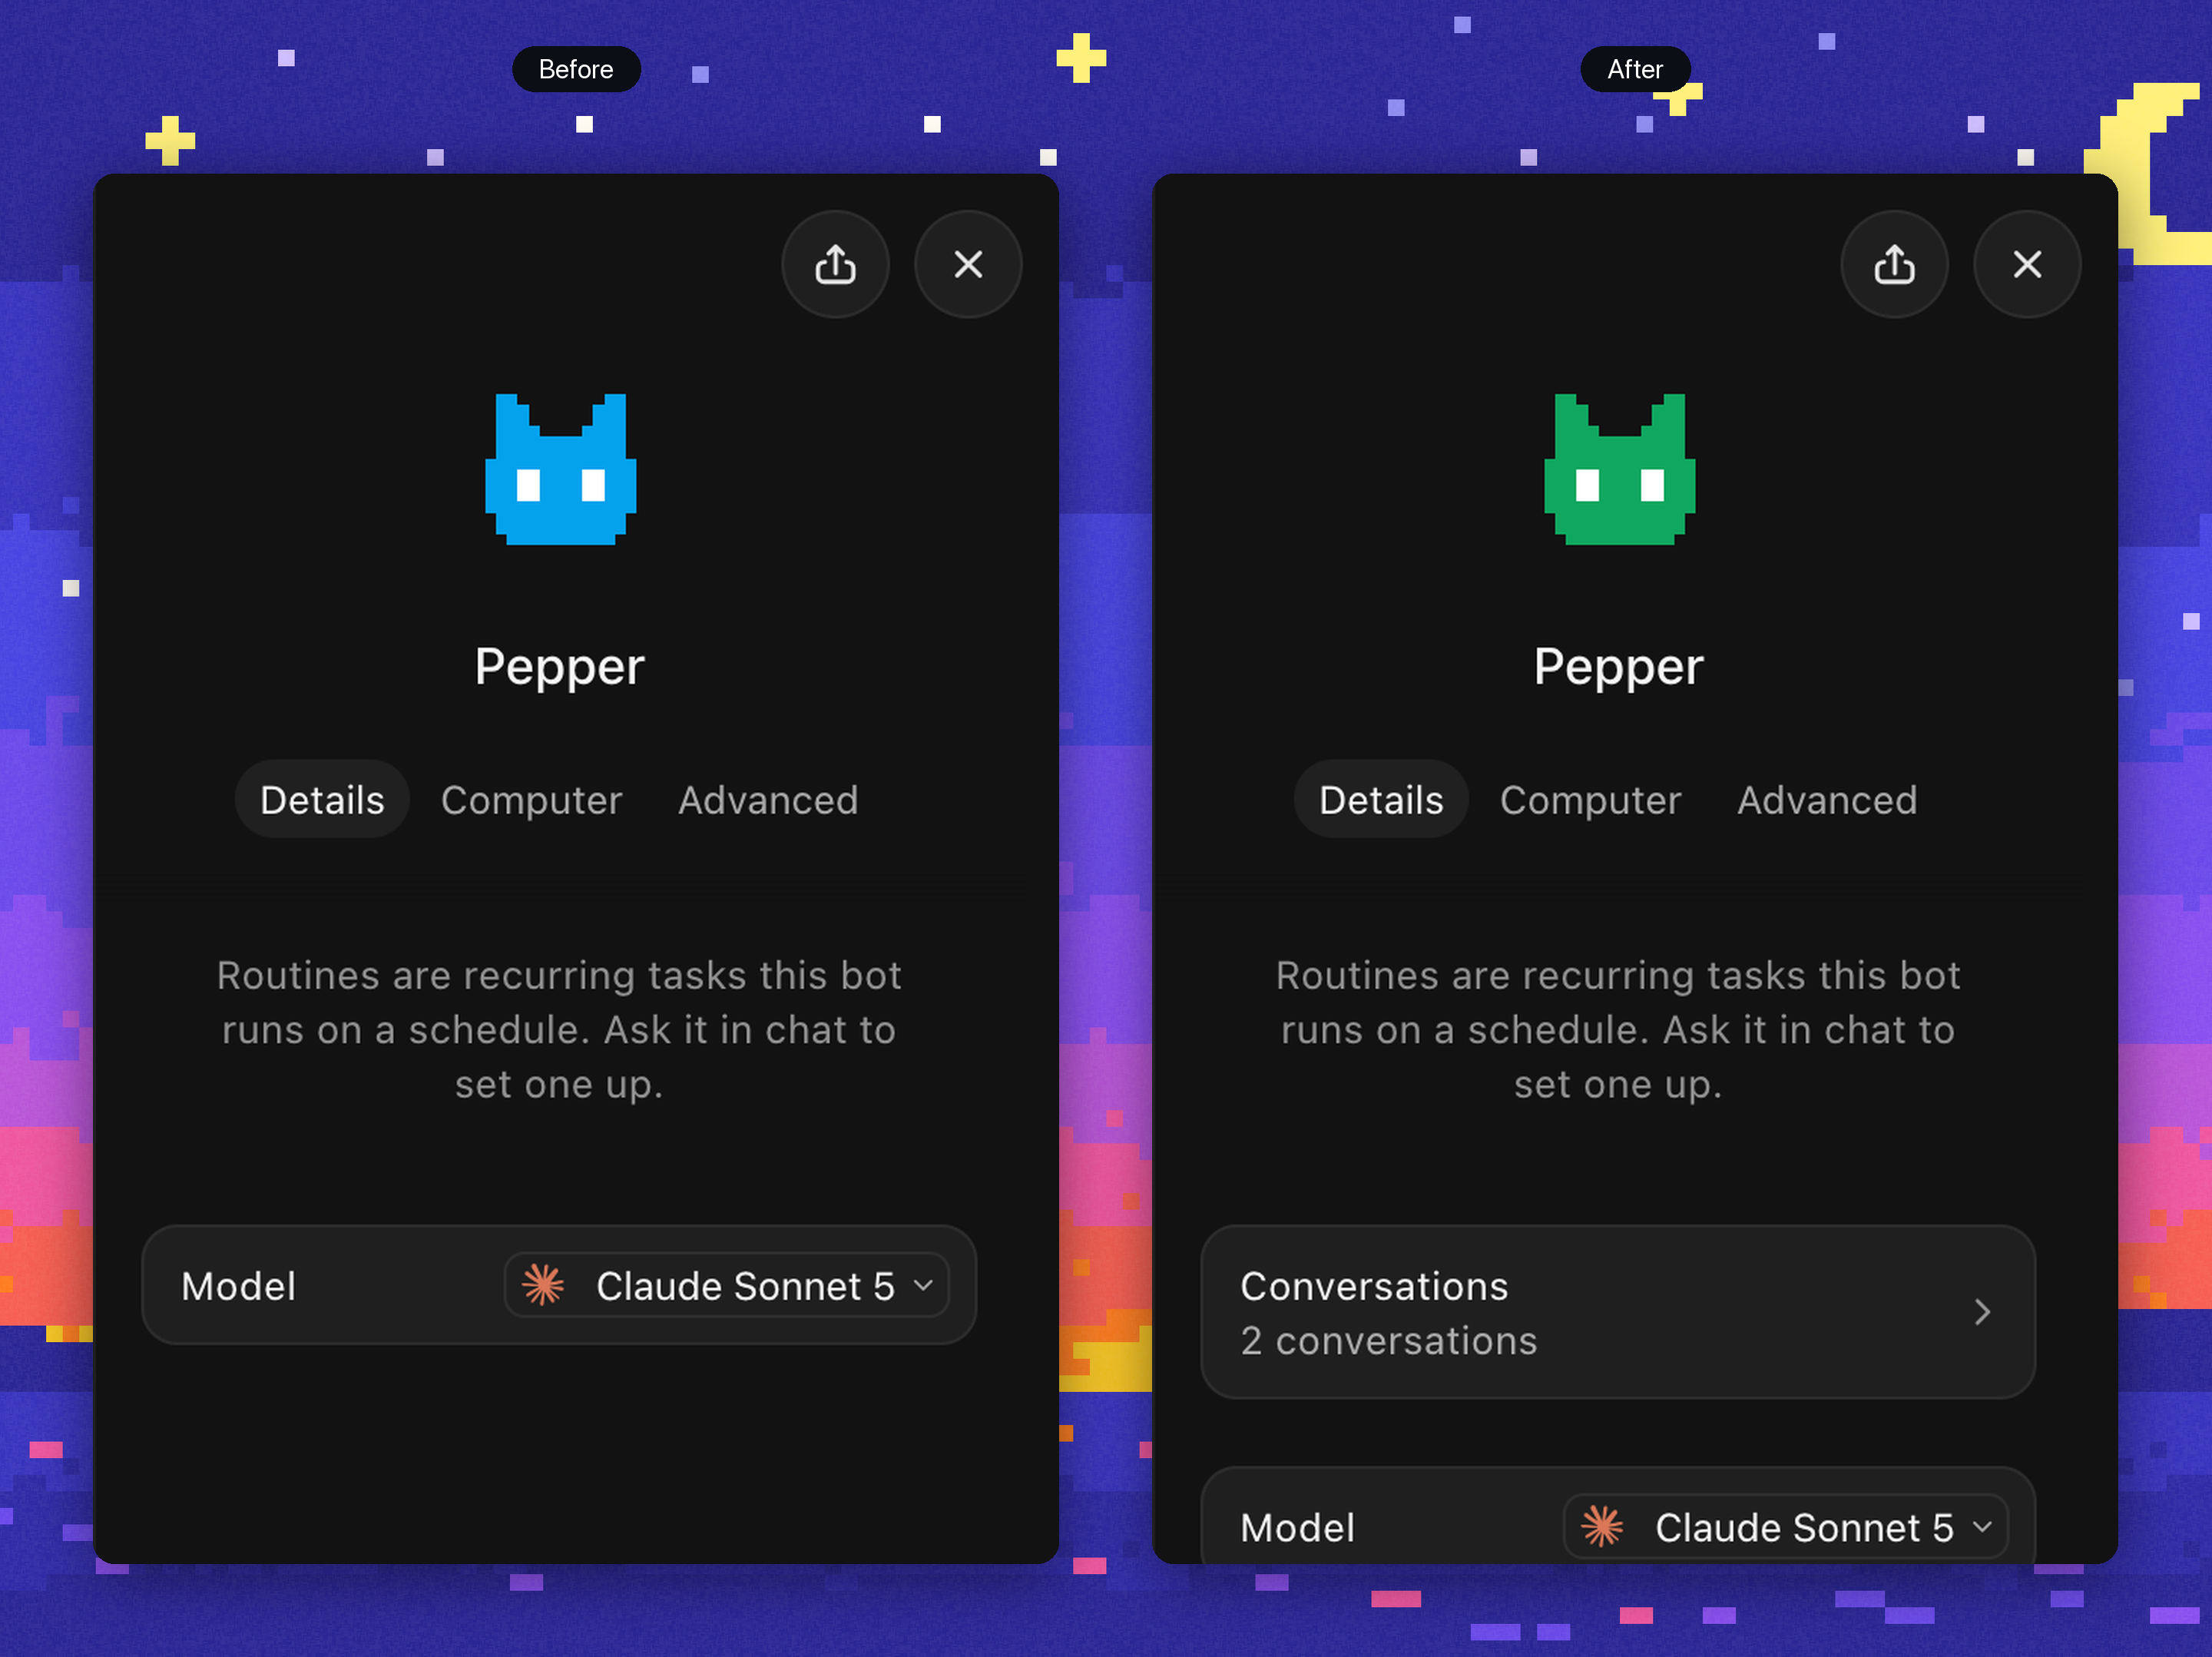 Before
Pepper
Details Computer Advanced
Routines are recurring tasks this bot
runs on a schedule. Ask it in chat to
set one up.
Model Claude Sonnet 5
After
Pepper
Details Computer Advanced
Routines are recurring tasks this bot
runs on a schedule. Ask it in chat to
set one up.
Conversations
2 conversations
Model Claude Sonnet 5